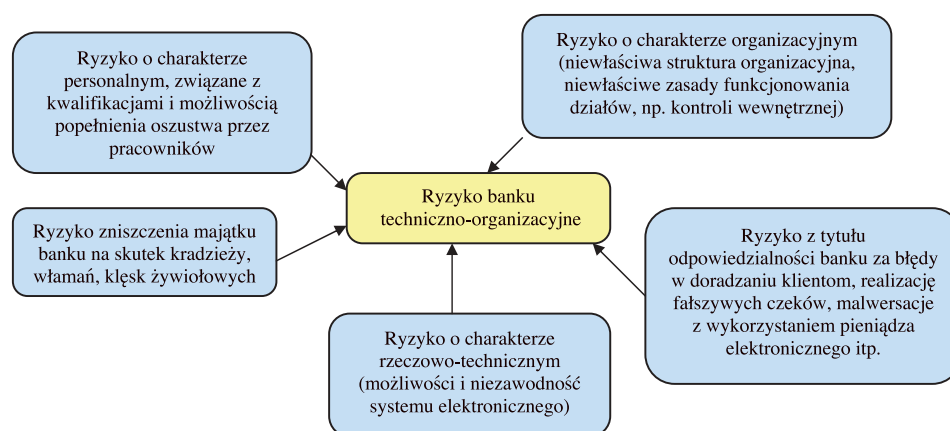 Ryzyko o charakterze
personalnym, związane z
kwalifikacjami i możliwością
popełnienia oszustwa przez
pracowników
Ryzyko o charakterze organizacyjnym
(niewłaściwa struktura organizacyjna,
niewłaściwe zasady funkcjonowania
działów, np. kontroli wewnętrznej)
Ryzyko banku
techniczno-organizacyjne
Ryzyko zniszczenia majątku
banku na skutek kradzieży,
włamań, klęsk żywiołowych
Ryzyko z tytułu
odpowiedzialności banku za błędy
w doradzaniu klientom, realizację
fałszywych czeków, malwersacje
z wykorzystaniem pieniądza
elektronicznego itp.
Ryzyko o charakterze
rzeczowo-technicznym
(możliwości i niezawodność
systemu elektronicznego)